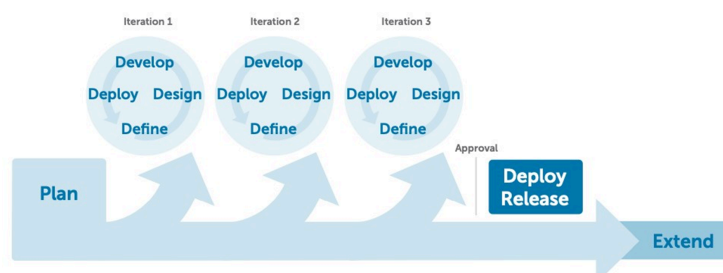 Iteration 1
Iteration 2
Iteration 3
Develop
Deploy Design
Define
Develop
Deploy Design
Define
Develop
Deploy Design
Define
Approval
Plan
Deploy
Release
Extend